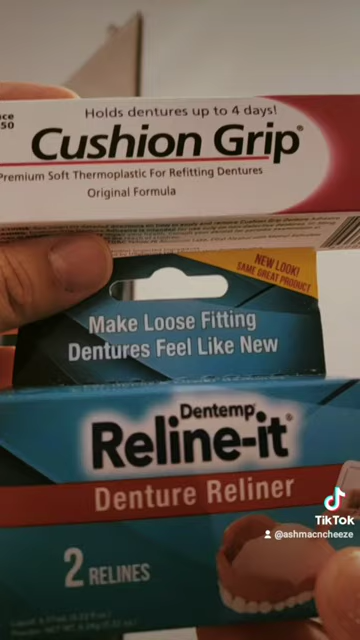 Holds dentures up to 4 days!
50
Cushion Grip®
Premium Soft Thermoplastic For Refitting Dentures
Original Formula
NEW LOOK!
SAME GREAT PRODUCT
Make Loose Fitting
Dentures Feel Like New
Dentemp®
Reline-it®
Denture Reliner
TikTok
@ashmacncheeze
2 RELINES